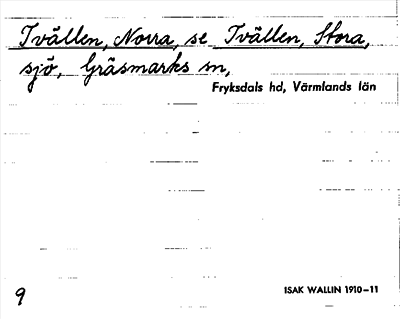 Tvällen, Norra, se Tvällen, Stora,
sjö, Gräsmarks sn,
Fryksdals hd, Värmlands län
9
ISAK WALLIN 1910-11